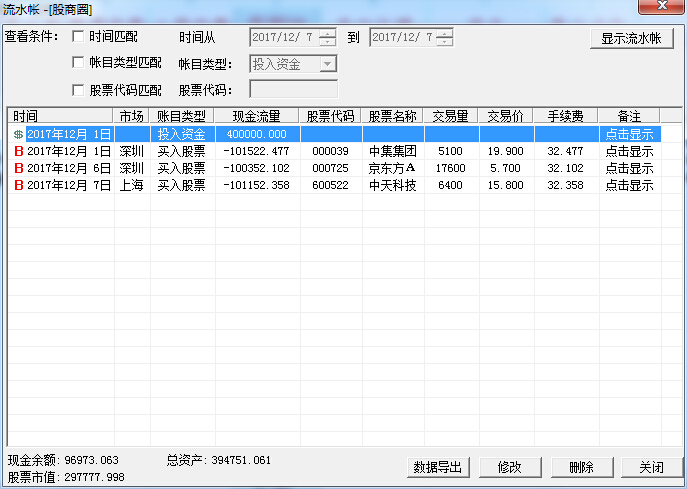 流水帐 -[股商圈]
查看条件： 时间匹配 时间从 2017/12/ 7 到 2017/12/ 7 显示流水帐
帐目类型匹配 帐目类型： 投入资金
股票代码匹配 股票代码：
时间 市场 账目类型 现金流量 股票代码 股票名称 交易量 交易价 手续费 备注
$ 2017年12月 1日 投入资金 400000.000 点击显示
B 2017年12月 1日 深圳 买入股票 -101522.477 000039 中集集团 5100 19.900 32.477 点击显示
B 2017年12月 6日 深圳 买入股票 -100352.102 000725 京东方A 17600 5.700 32.102 点击显示
B 2017年12月 7日 上海 买入股票 -101152.358 600522 中天科技 6400 15.800 32.358 点击显示
现金余额: 96973.063 总资产: 394751.061
股票市值: 297777.998
数据导出 修改 删除 关闭